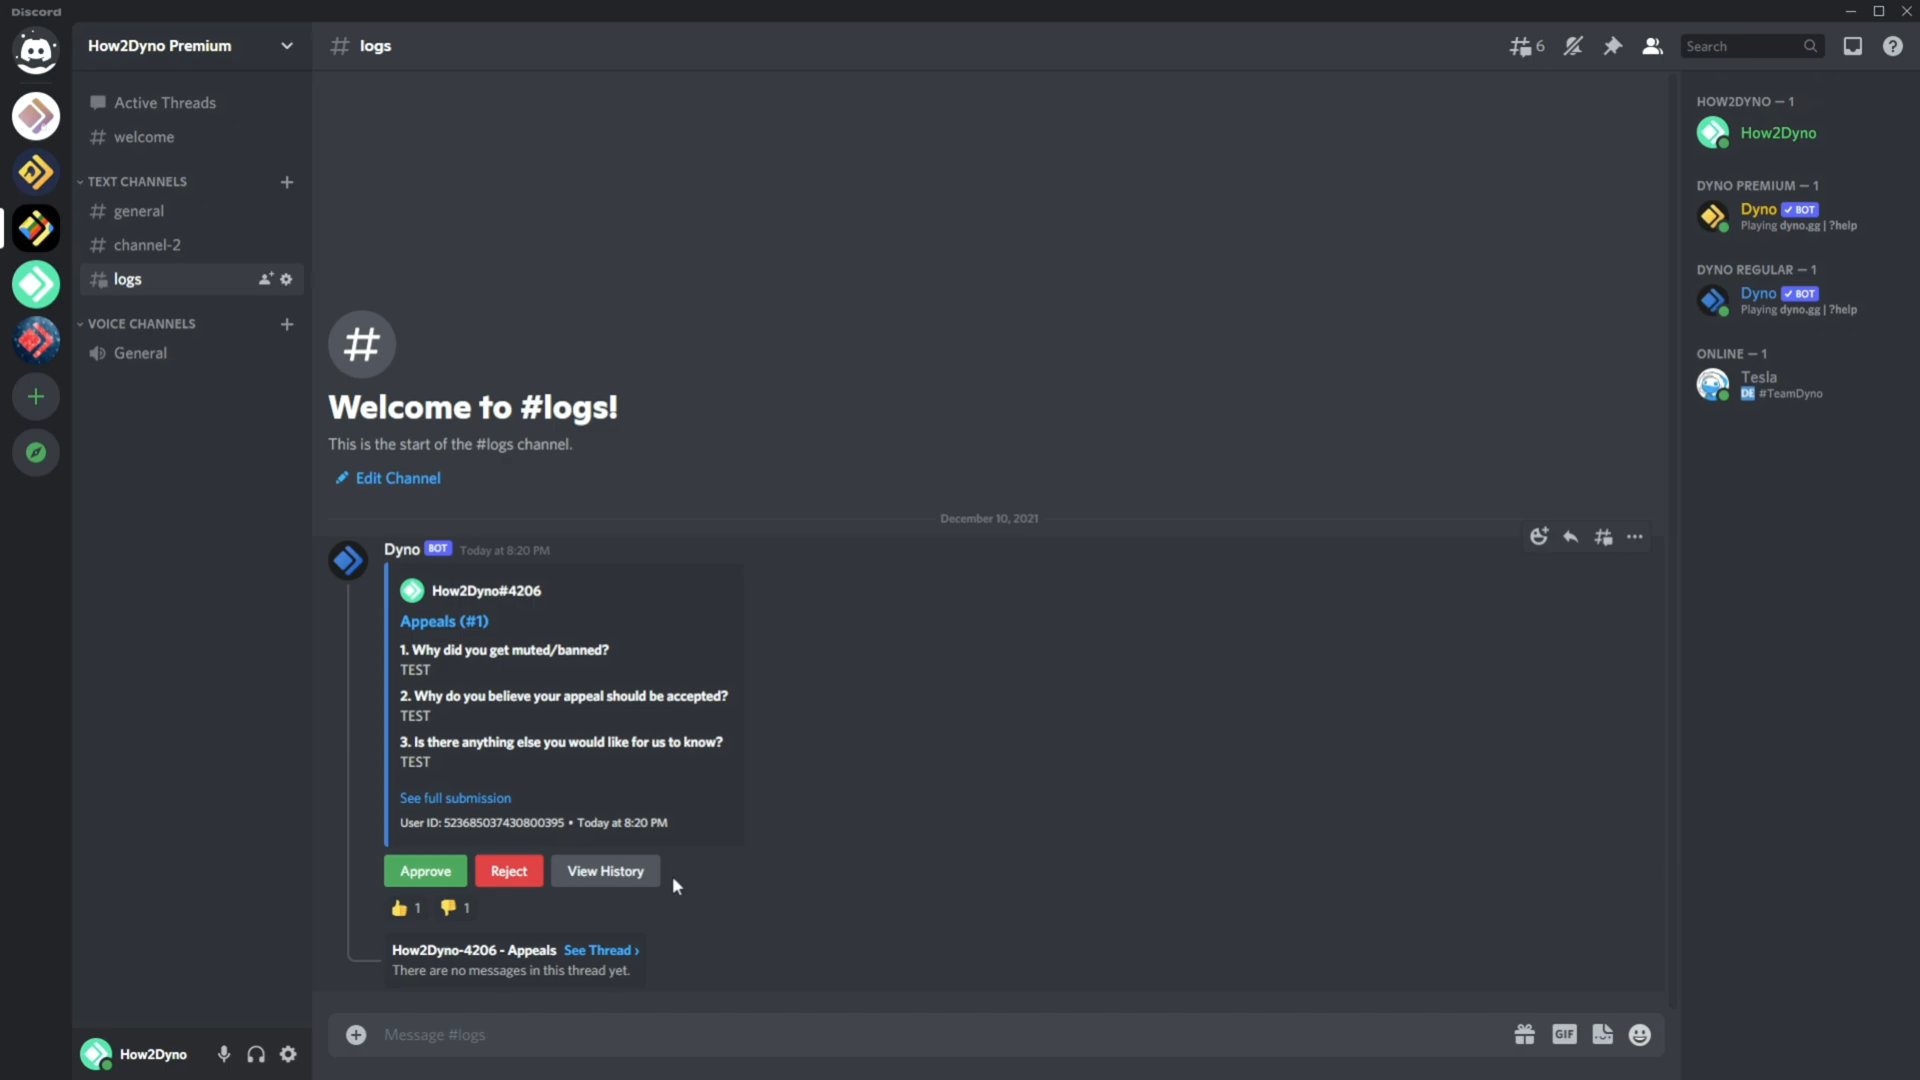 Discord
How2Dyno Premium
logs
6
Search
Active Threads
welcome
TEXT CHANNELS
general
channel-2
logs
VOICE CHANNELS
General
Welcome to #logs!
This is the start of the #logs channel.
Edit Channel
December 10, 2021
Dyno BOT Today at 8:20 PM
How2Dyno#4206
Appeals (#1)
1. Why did you get muted/banned?
TEST
2. Why do you believe your appeal should be accepted?
TEST
3. Is there anything else you would like for us to know?
TEST
See full submission
User ID: 523685037430800395 • Today at 8:20 PM
Approve Reject View History
👍 1 👎 1
How2Dyno-4206 - Appeals See Thread ›
There are no messages in this thread yet.
Message #logs
GIF
How2Dyno
HOW2DYNO — 1
How2Dyno
DYNO PREMIUM — 1
Dyno ✓ BOT
Playing dyno.gg | ?help
DYNO REGULAR — 1
Dyno ✓ BOT
Playing dyno.gg | ?help
ONLINE — 1
Tesla
DE #TeamDyno